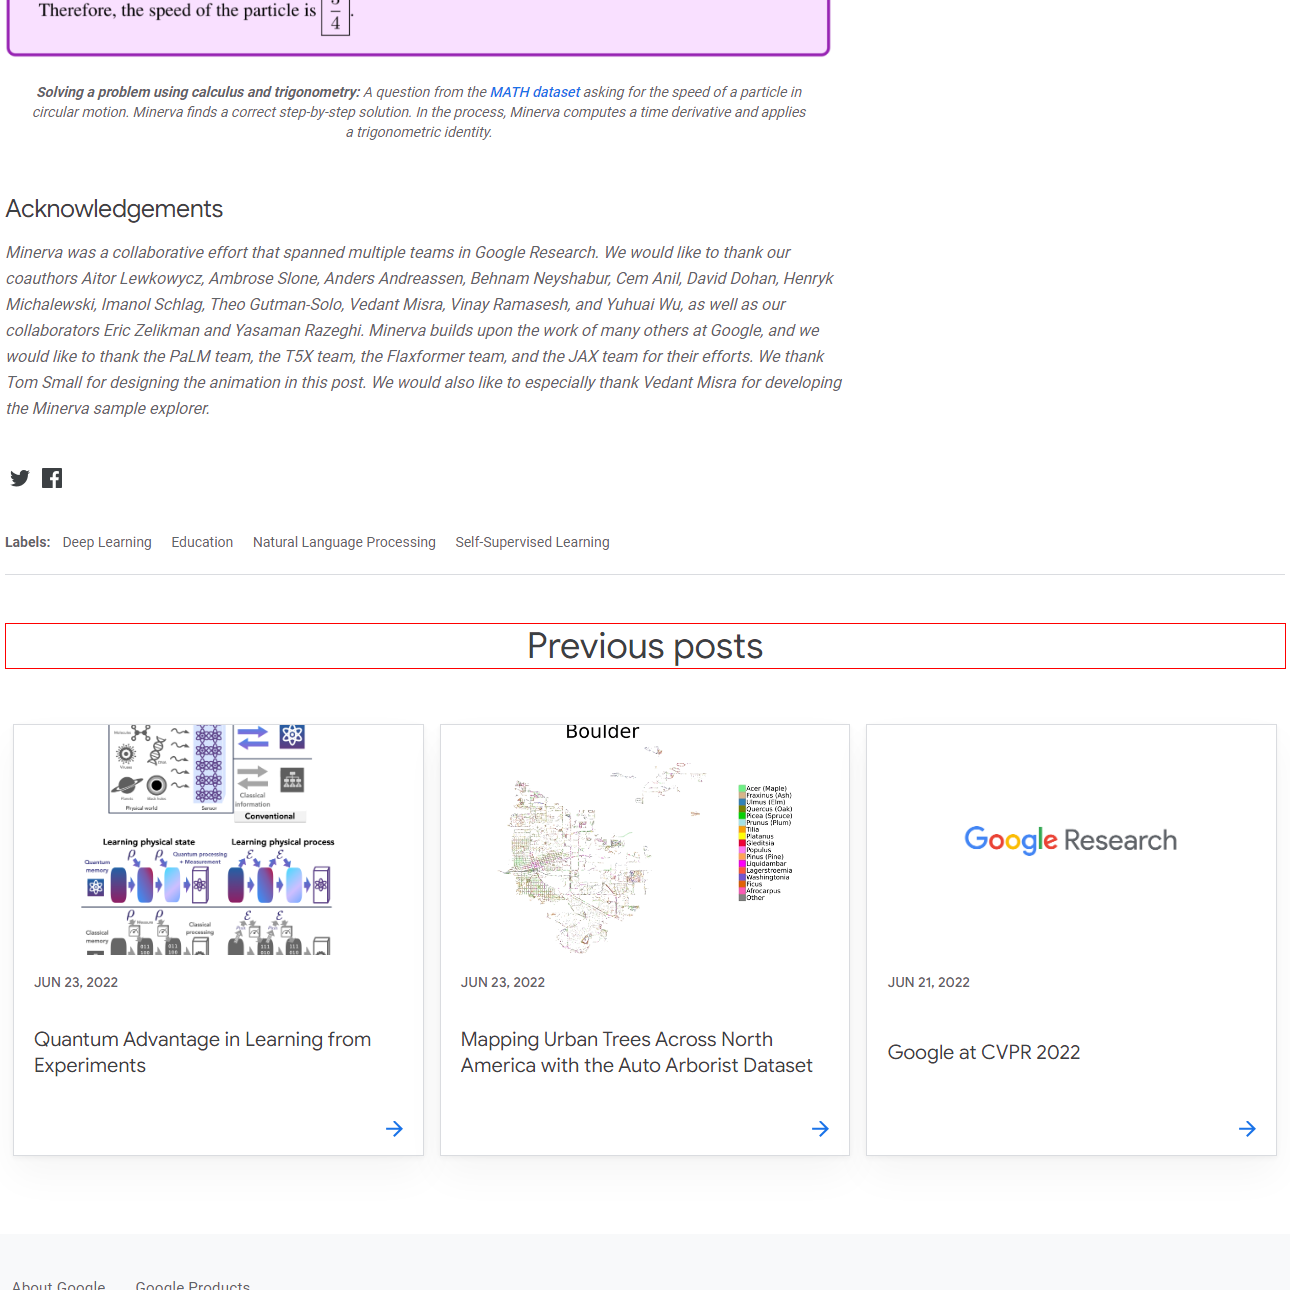 Therefore, the speed of the particle is 3/4.
Solving a problem using calculus and trigonometry: A question from the MATH dataset asking for the speed of a particle in
circular motion. Minerva finds a correct step-by-step solution. In the process, Minerva computes a time derivative and applies
a trigonometric identity.
Acknowledgements
Minerva was a collaborative effort that spanned multiple teams in Google Research. We would like to thank our
coauthors Aitor Lewkowycz, Ambrose Slone, Anders Andreassen, Behnam Neyshabur, Cem Anil, David Dohan, Henryk
Michalewski, Imanol Schlag, Theo Gutman-Solo, Vedant Misra, Vinay Ramasesh, and Yuhuai Wu, as well as our
collaborators Eric Zelikman and Yasaman Razeghi. Minerva builds upon the work of many others at Google, and we
would like to thank the PaLM team, the T5X team, the Flaxformer team, and the JAX team for their efforts. We thank
Tom Small for designing the animation in this post. We would also like to especially thank Vedant Misra for developing
the Minerva sample explorer.
Labels: Deep Learning Education Natural Language Processing Self-Supervised Learning
Previous posts
Physical world
Sensor
Classical
information
Conventional
Learning physical state Learning physical process
Quantum
memory
Quantum processing
+ Measurement
Measure
Classical
memory
Classical
processing
Boulder
Acer (Maple)
Fraxinus (Ash)
Ulmus (Elm)
Quercus (Oak)
Picea (Spruce)
Prunus (Plum)
Tilia
Platanus
Gleditsia
Populus
Pinus (Pine)
Liquidambar
Lagerstroemia
Washingtonia
Ficus
Afrocarpus
Other
Google Research
JUN 23, 2022
Quantum Advantage in Learning from
Experiments
JUN 23, 2022
Mapping Urban Trees Across North
America with the Auto Arborist Dataset
JUN 21, 2022
Google at CVPR 2022
About Google Google Products